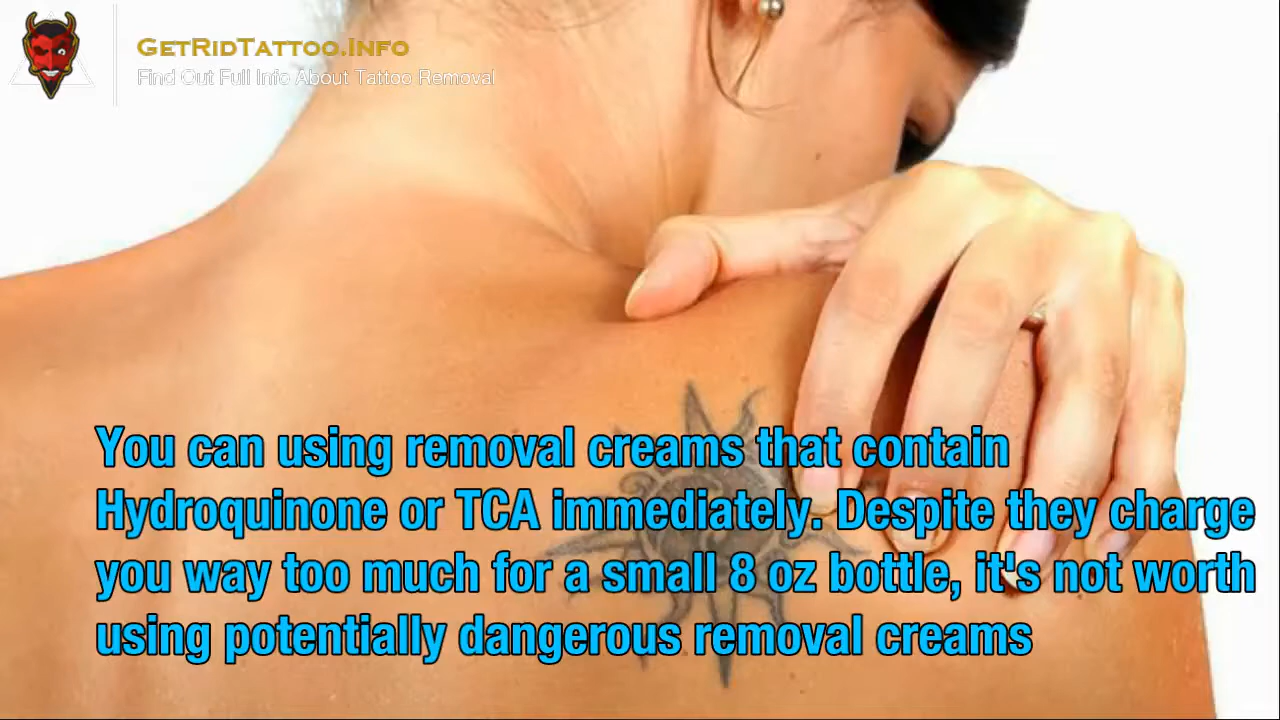 GetRidTattoo.Info
Find Out Full Info About Tattoo Removal
You can using removal creams that contain
Hydroquinone or TCA immediately. Despite they charge
you way too much for a small 8 oz bottle, it's not worth
using potentially dangerous removal creams